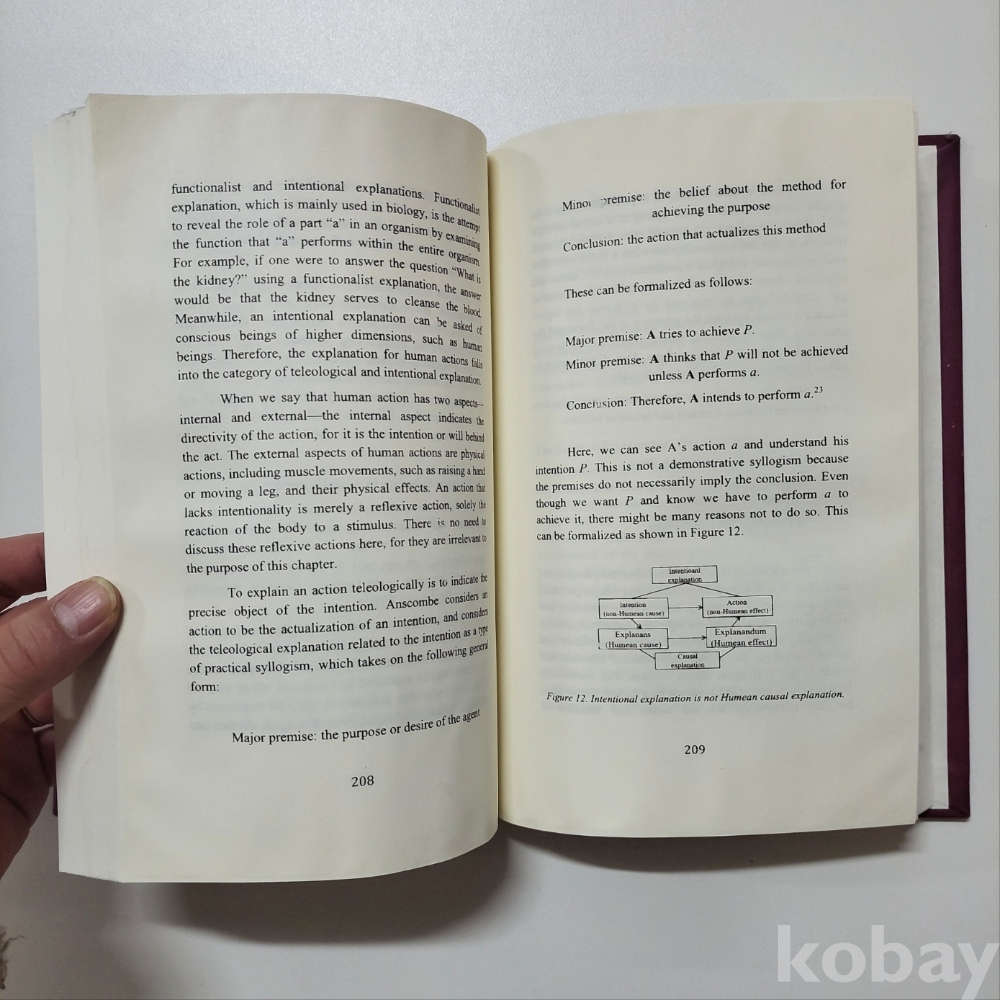 functionalist and intentional explanations. Functionalist
explanation, which is mainly used in biology, is the attempt
to reveal the role of a part “a” in an organism by examining
the function that “a” performs within the entire organism.
For example, if one were to answer the question “What is
the kidney?” using a functionalist explanation, the answer
would be that the kidney serves to cleanse the blood.
Meanwhile, an intentional explanation can be asked of
conscious beings of higher dimensions, such as human
beings. Therefore, the explanation for human actions falls
into the category of teleological and intentional explanation.
When we say that human action has two aspects—
internal and external—the internal aspect indicates the
directivity of the action, for it is the intention or will behind
the act. The external aspects of human actions are physical
actions, including muscle movements, such as raising a hand
or moving a leg, and their physical effects. An action that
lacks intentionality is merely a reflexive action, solely the
reaction of the body to a stimulus. There is no need to
discuss these reflexive actions here, for they are irrelevant to
the purpose of this chapter.
To explain an action teleologically is to indicate the
precise object of the intention. Anscombe considers an
action to be the actualization of an intention, and considers
the teleological explanation related to the intention as a type
of practical syllogism, which takes on the following general
form:
Major premise: the purpose or desire of the agent
208
Minor premise: the belief about the method for
achieving the purpose
Conclusion: the action that actualizes this method
These can be formalized as follows:
Major premise: A tries to achieve P.
Minor premise: A thinks that P will not be achieved
unless A performs a.
Conclusion: Therefore, A intends to perform a.23
Here, we can see A’s action a and understand his
intention P. This is not a demonstrative syllogism because
the premises do not necessarily imply the conclusion. Even
though we want P and know we have to perform a to
achieve it, there might be many reasons not to do so. This
can be formalized as shown in Figure 12.
explanation
Intention
(non-Humean cause)
Action
(non-Humean effect)
Explanans
(Humean cause)
Explanandum
(Humean effect)
Causal
explanation
Figure 12. Intentional explanation is not Humean causal explanation.
209
kobay